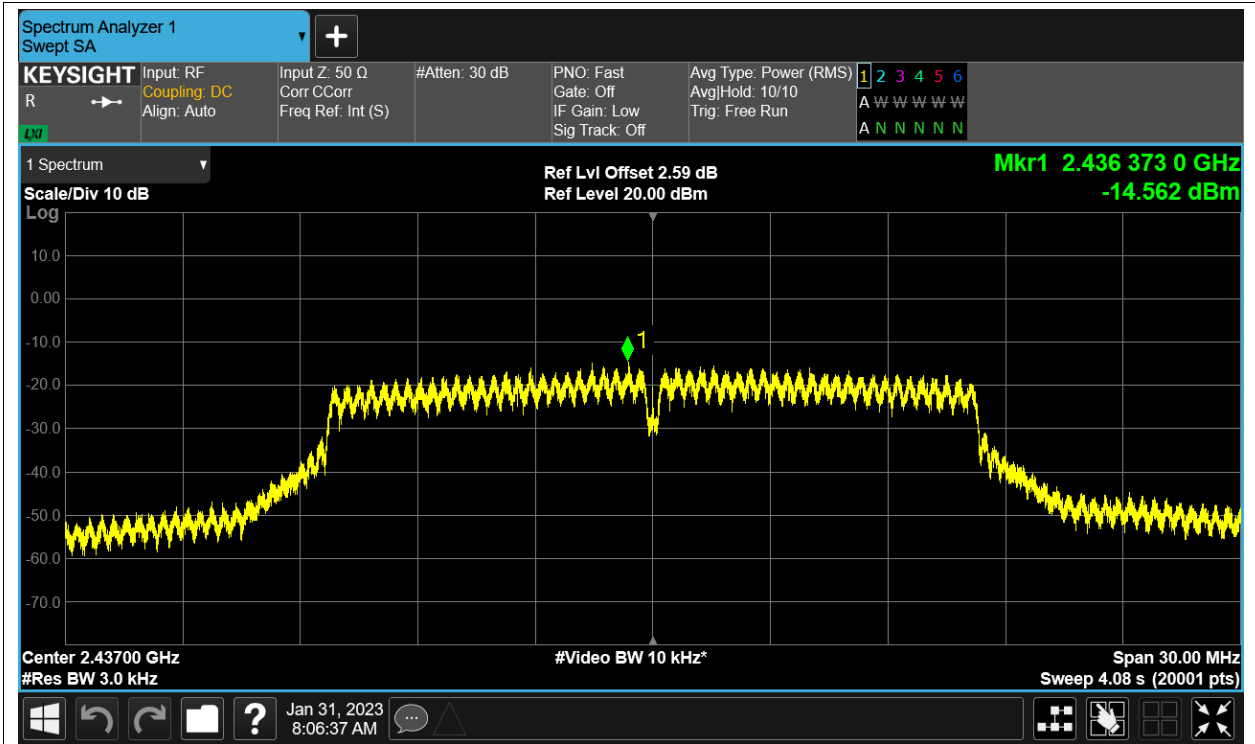 Spectrum Analyzer 1
Swept SA
KEYSIGHT
R
LXI
Input: RF
Coupling: DC
Align: Auto
Input Z: 50 Ω
Corr CCorr
Freq Ref: Int (S)
#Atten: 30 dB
PNO: Fast
Gate: Off
IF Gain: Low
Sig Track: Off
Avg Type: Power (RMS)
Avg|Hold: 10/10
Trig: Free Run
1 2 3 4 5 6
A W W W W W
A N N N N N
1 Spectrum
Scale/Div 10 dB
Ref Lvl Offset 2.59 dB
Ref Level 20.00 dBm
Mkr1 2.436 373 0 GHz
-14.562 dBm
Log
10.0
0.00
-10.0
-20.0
-30.0
-40.0
-50.0
-60.0
-70.0
1
Center 2.43700 GHz
#Video BW 10 kHz*
Span 30.00 MHz
#Res BW 3.0 kHz
Sweep 4.08 s (20001 pts)
?
Jan 31, 2023
8:06:37 AM